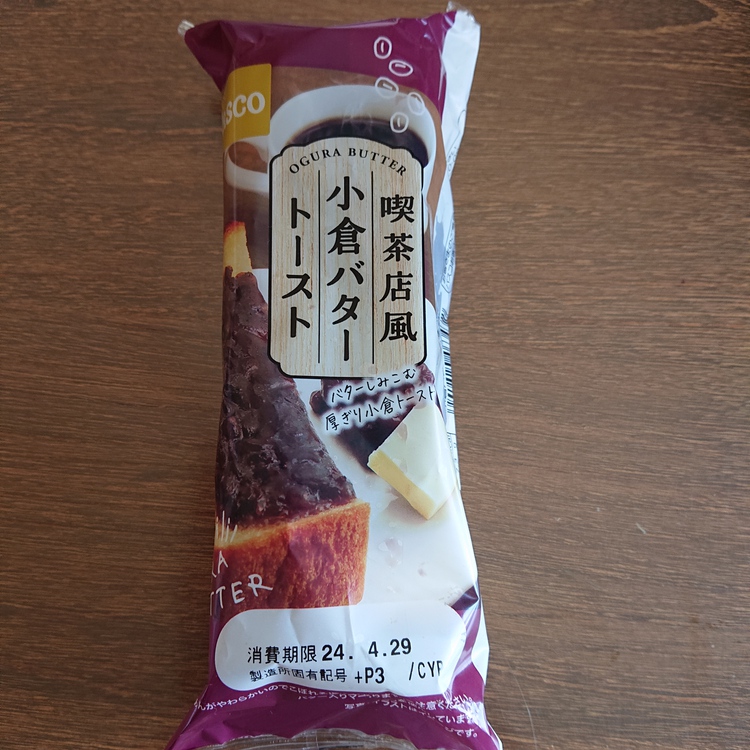 SCO
OGURA BUTTER
喫茶店風
小倉バター
トースト
バターしみこむ
厚ぎり小倉トースト
TTER
消費期限 24. 4.29
製造所固有記号 +P3 /CYP